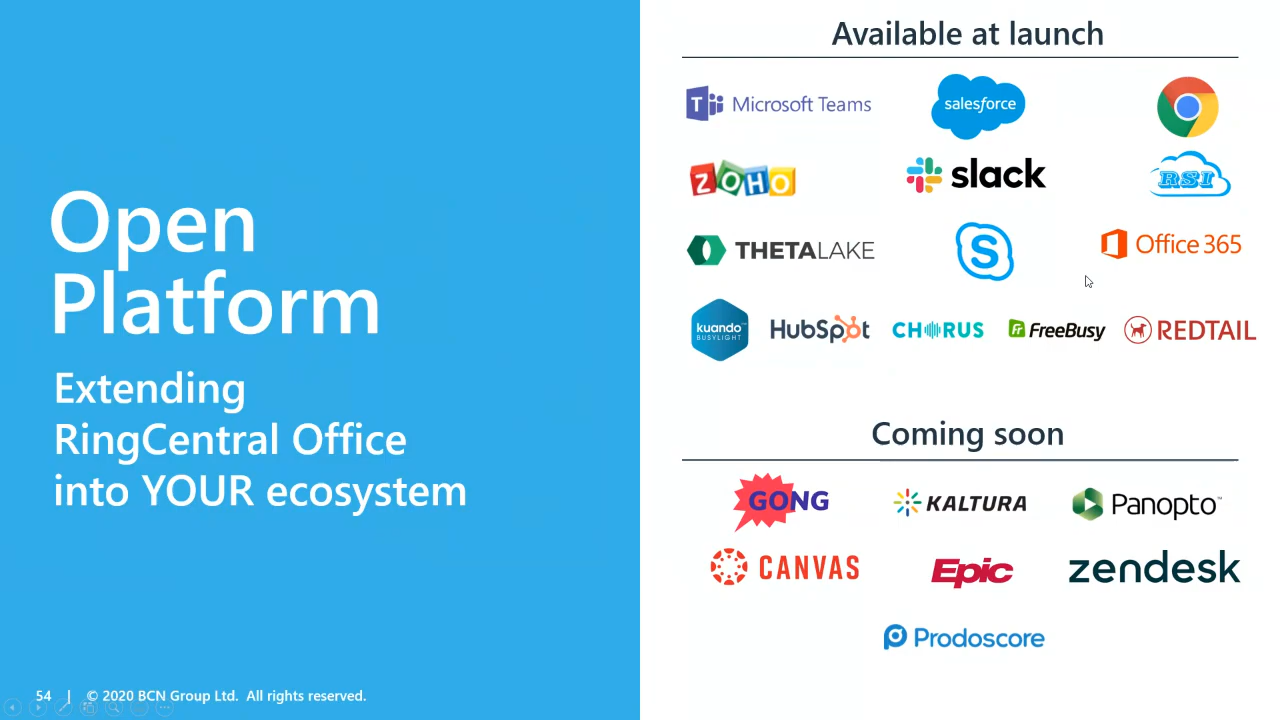 Open
Platform
Extending
RingCentral Office
into YOUR ecosystem
54 | © 2020 BCN Group Ltd. All rights reserved.
Available at launch
Microsoft Teams
salesforce
ZOHO
slack
RSI
THETALAKE
S
Office 365
kuando™
BUSYLIGHT
HubSpot
CHORUS
FreeBusy
REDTAIL
Coming soon
GONG
KALTURA
Panopto™
CANVAS
Epic
zendesk
Prodoscore